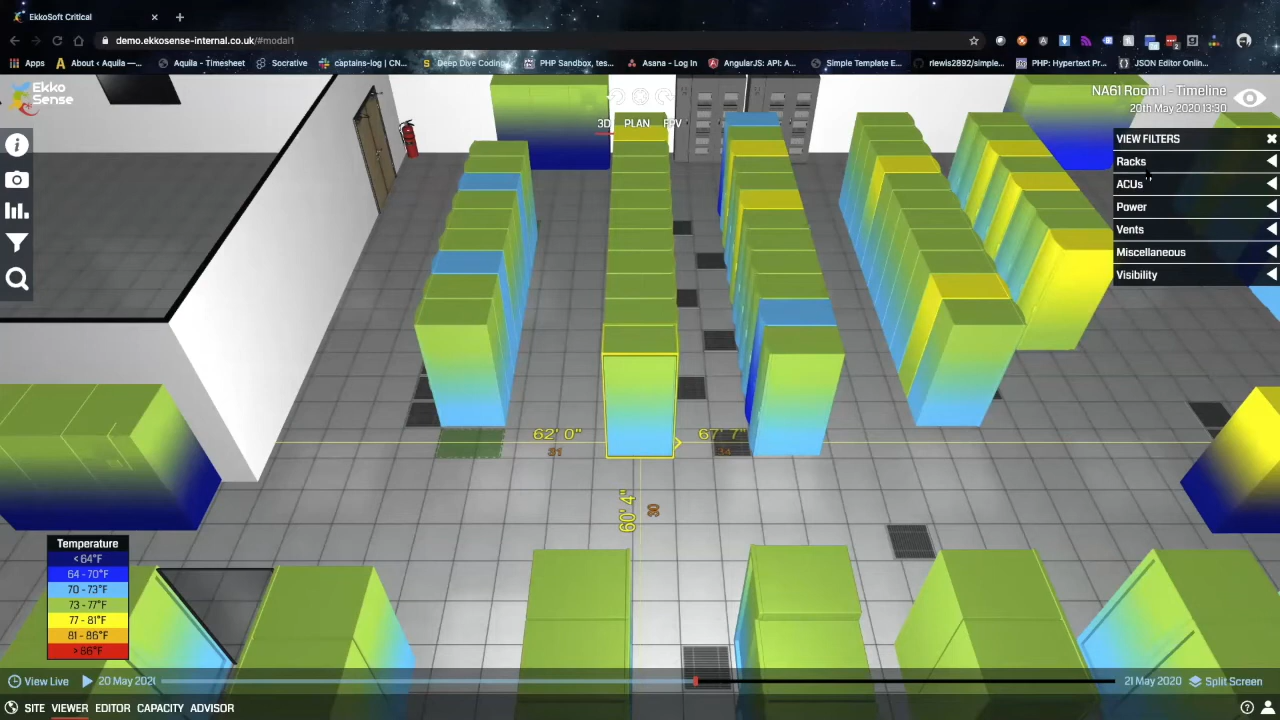 EkkoSoft Critical
demo.ekkosense-internal.co.uk/#modal1
Apps
About ‹ Aquila —...
Aquila - Timesheet
Socrative
captains-log | CN...
Deep Dive Coding...
PHP Sandbox, tes...
Asana - Log In
AngularJS: API: A...
Simple Template E...
rlewis2892/simple...
PHP: Hypertext Pr...
JSON Editor Onlin...
Ekko
Sense
NA61 Room 1 - Timeline
20th May 2020 13:30
3D PLAN FPV
VIEW FILTERS
Racks
ACUs
Power
Vents
Miscellaneous
Visibility
62' 0"
31
67' 7"
34
60' 4"
30
Temperature
< 64°F
64 - 70°F
70 - 73°F
73 - 77°F
77 - 81°F
81 - 86°F
> 86°F
View Live
20 May 2020
21 May 2020
Split Screen
SITE VIEWER EDITOR CAPACITY ADVISOR